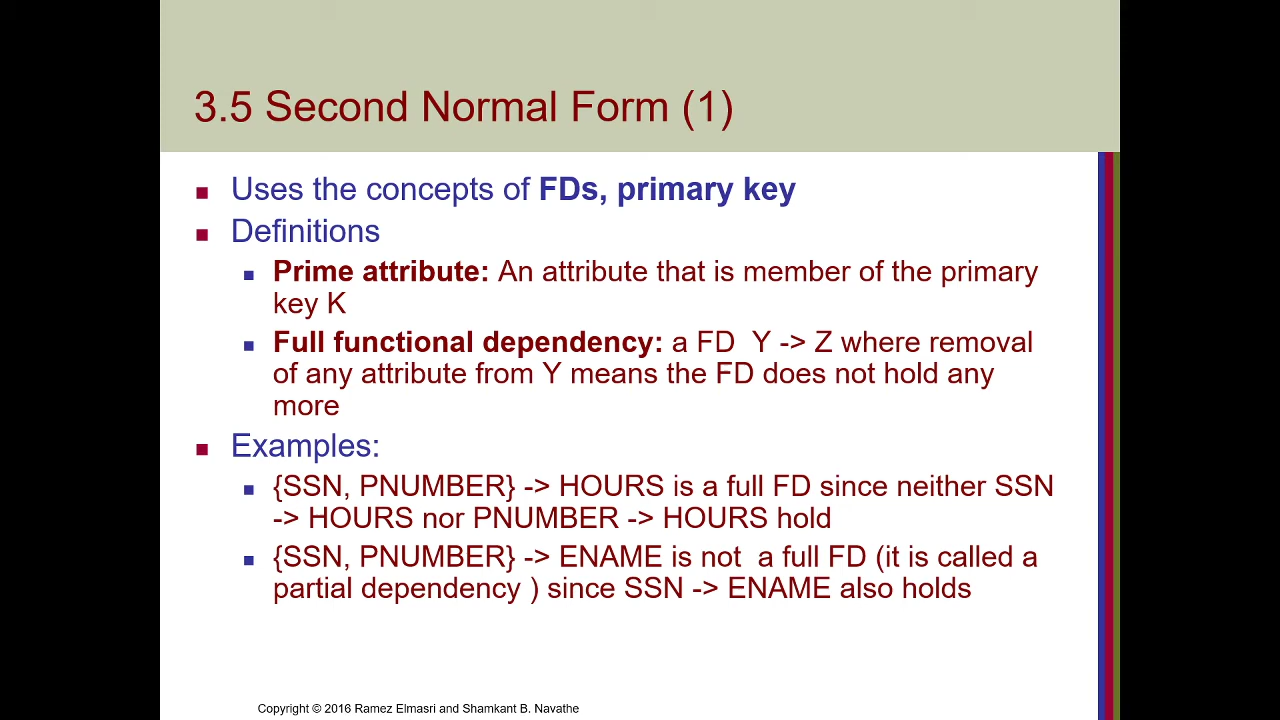 3.5 Second Normal Form (1)
Uses the concepts of FDs, primary key
Definitions
Prime attribute: An attribute that is member of the primary
key K
Full functional dependency: a FD Y -> Z where removal
of any attribute from Y means the FD does not hold any
more
Examples:
{SSN, PNUMBER} -> HOURS is a full FD since neither SSN
-> HOURS nor PNUMBER -> HOURS hold
{SSN, PNUMBER} -> ENAME is not a full FD (it is called a
partial dependency ) since SSN -> ENAME also holds
Copyright © 2016 Ramez Elmasri and Shamkant B. Navathe